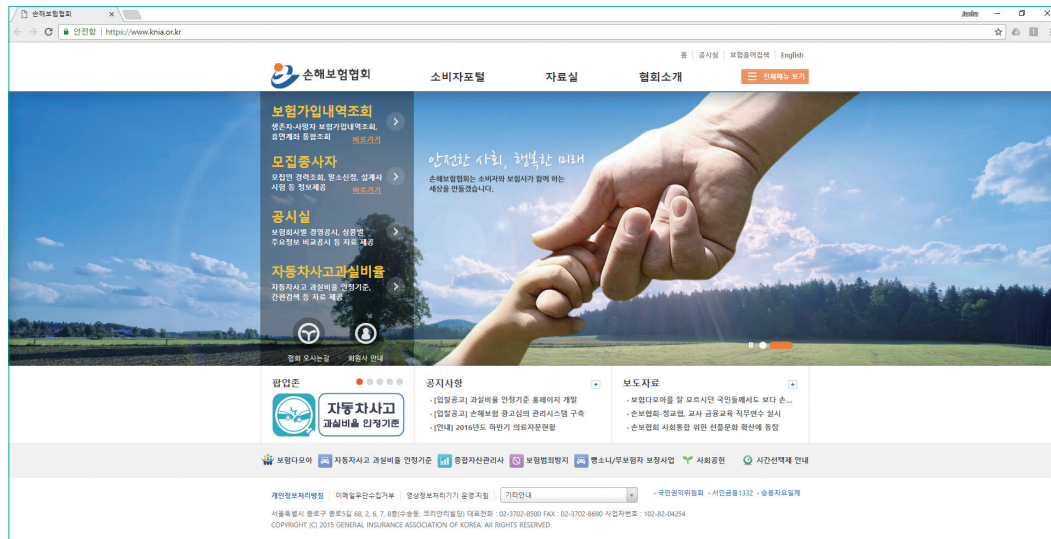 손해보험협회
안전함 | https://www.knia.or.kr
홈 | 공시실 | 보험용어검색 | English
손해보험협회
소비자포털
자료실
협회소개
전체메뉴 보기
보험가입내역조회
생존자·사망자 보험가입내역조회,
휴면계좌 통합조회
바로가기
모집종사자
모집인 경력조회, 말소신청, 설계사
시험 등 정보제공
바로가기
공시실
보험회사별 경영공시, 상품별
주요정보 비교공시 등 자료 제공
자동차사고과실비율
자동차사고 과실비율 인정기준,
간편검색 등 자료 제공
협회 오시는길
회원사 안내
안전한 사회, 행복한 미래
손해보험협회는 소비자와 보험사가 함께 하는
세상을 만들겠습니다.
팝업존
자동차사고
과실비율 인정기준
공지사항
· [입찰공고] 과실비율 인정기준 홈페이지 개발
· [입찰공고] 손해보험 광고심의 관리시스템 구축
· [안내] 2016년도 하반기 의료자문현황
보도자료
· 보험다모아를 잘 모르시던 국민들께서도 보다 손...
· 손보협회-청교협, 교사 금융교육 직무연수 실시
· 손보협회 사회통합 위한 선플문화 확산에 동참
보험다모아
자동차사고 과실비율 인정기준
종합자산관리사
보험범죄방지
뺑소니/무보험차 보장사업
사회공헌
시간선택제 안내
개인정보처리방침 | 이메일무단수집거부 | 영상정보처리기기 운영·지침
기타안내
국민권익위원회
서민금융1332
승용차요일제
서울특별시 종로구 종로5길 68, 2, 6, 7, 8층(수송동, 코리안리빌딩) 대표전화 : 02-3702-8500 FAX : 02-3702-8690 사업자번호 : 102-82-04254
COPYRIGHT (C) 2015 GENERAL INSURANCE ASSOCIATION OF KOREA. All RIGHTS RESERVED.